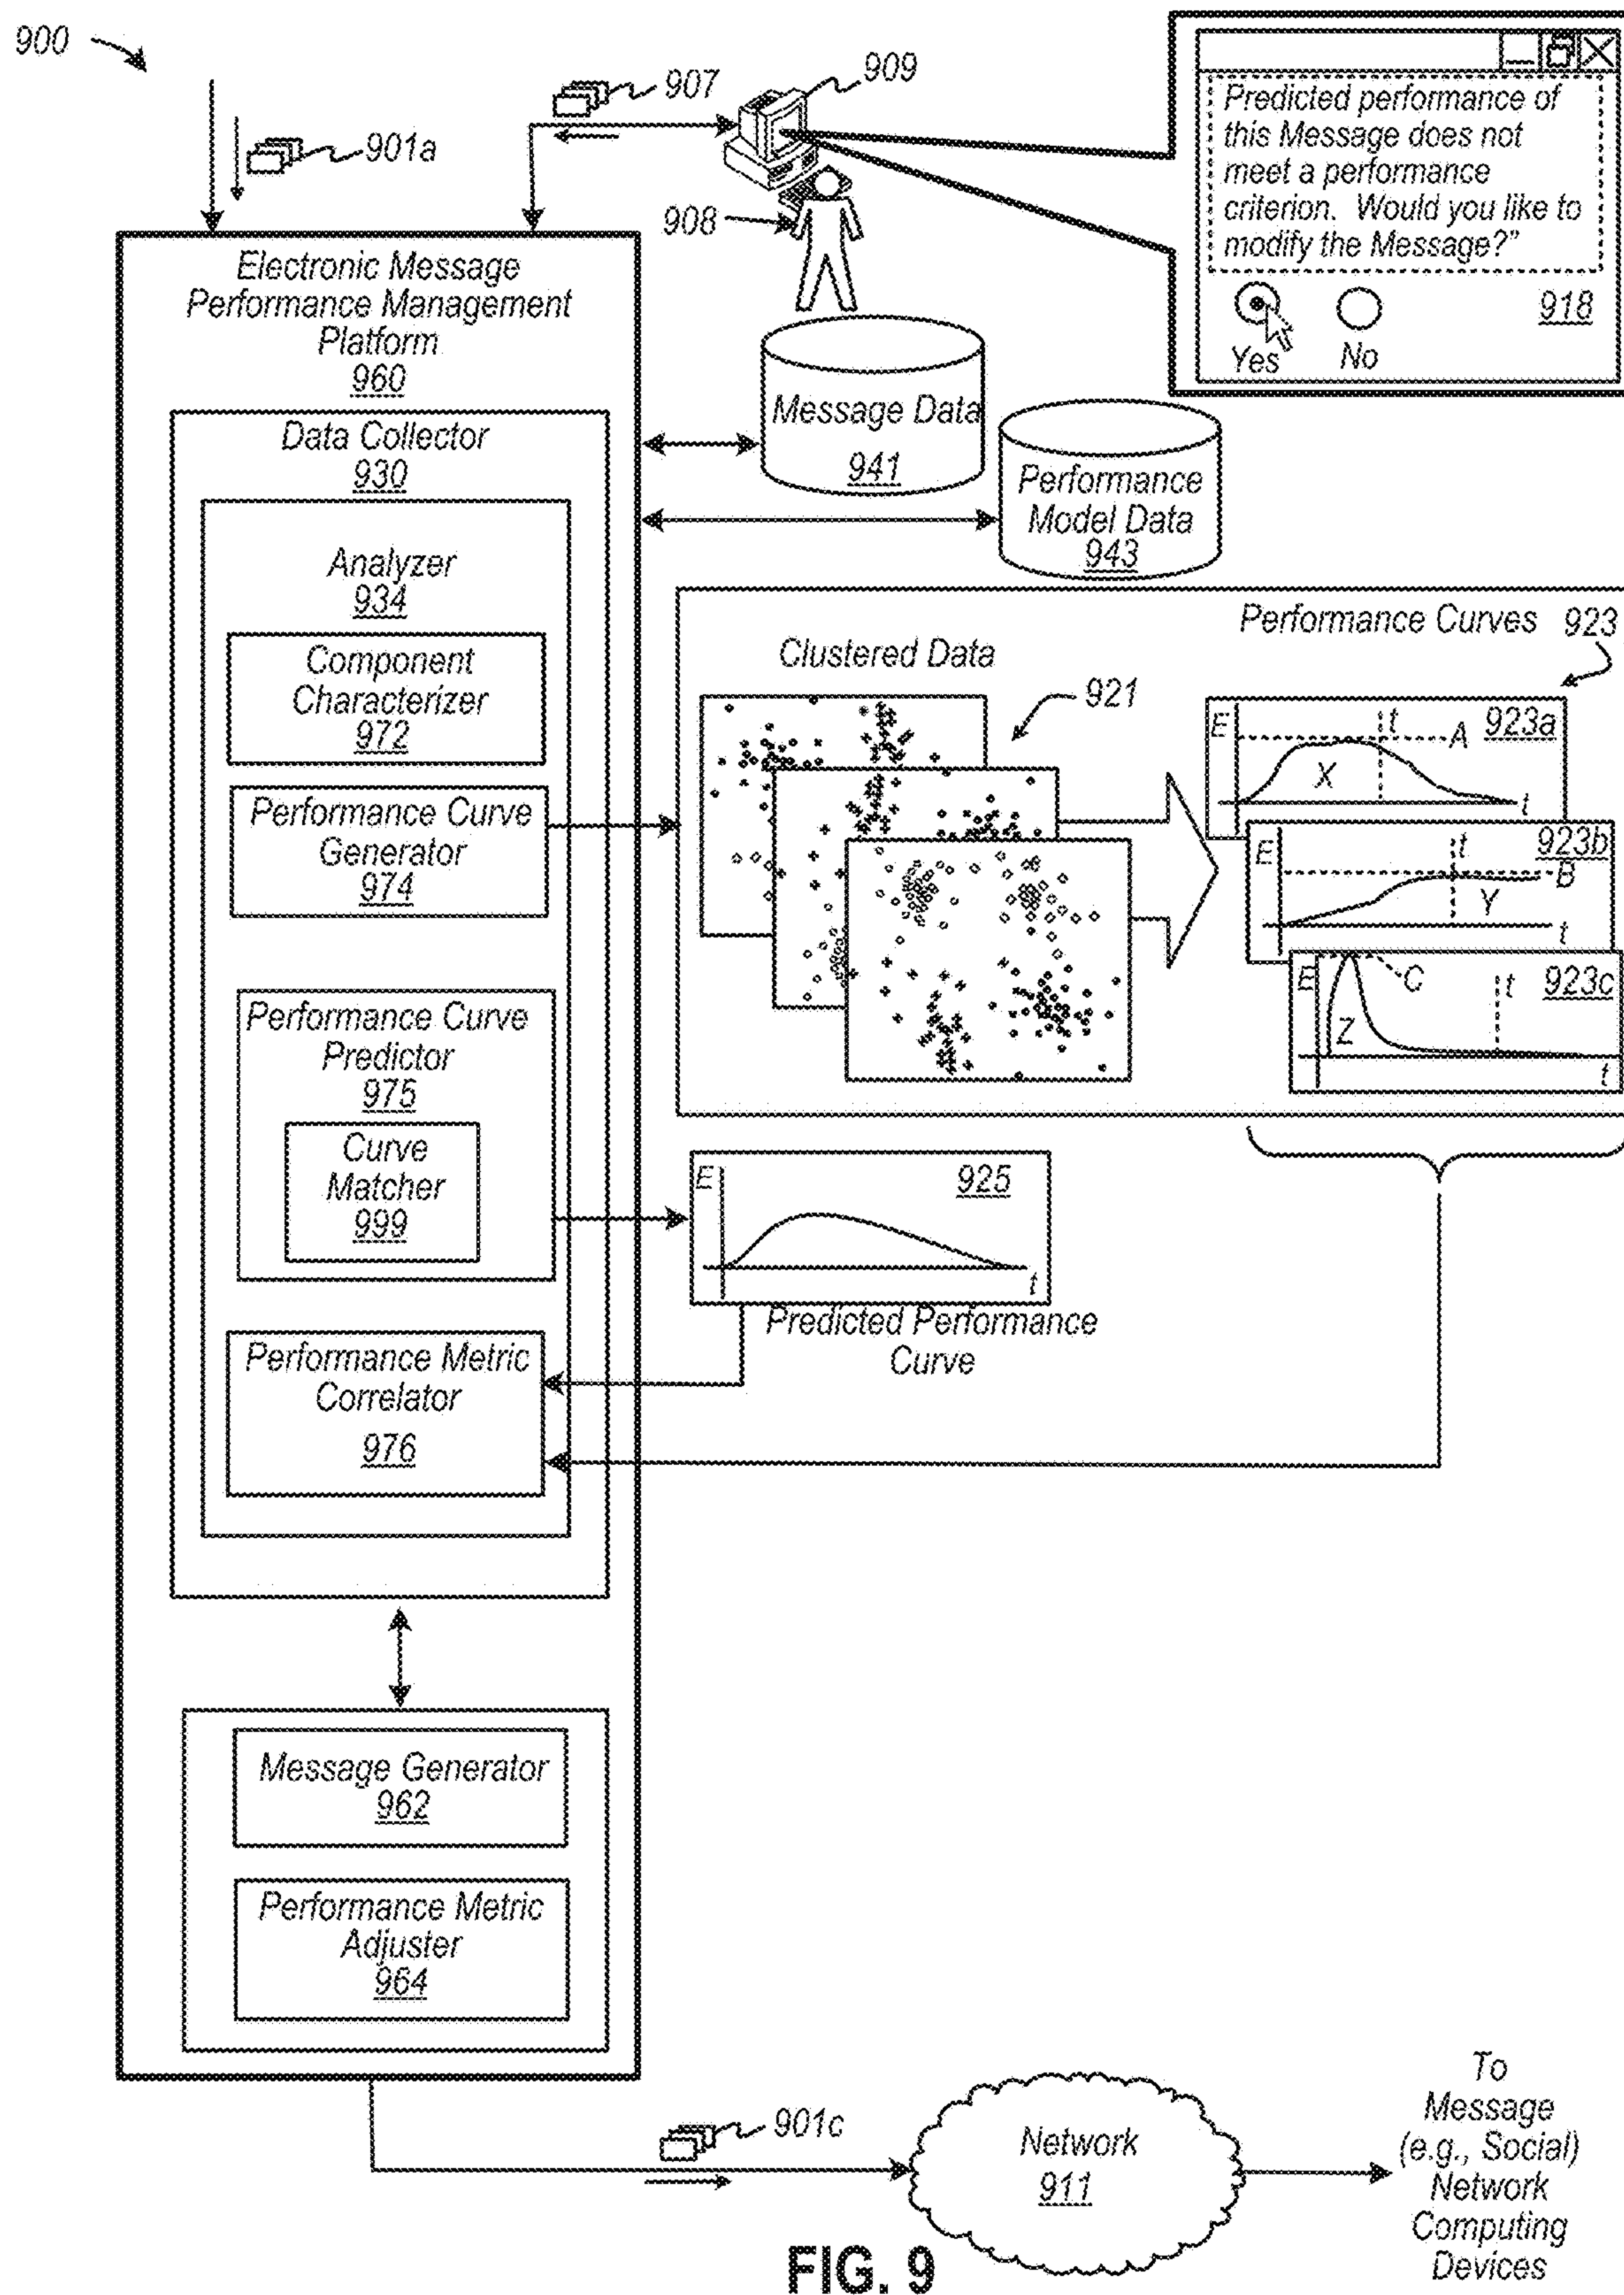 900
901a
907
909
908
Predicted performance of
this Message does not
meet a performance
criterion. Would you like to
modify the Message?"
918
Yes
No
Electronic Message
Performance Management
Platform
960
Data Collector
930
Analyzer
934
Component
Characterizer
972
Performance Curve
Generator
974
Performance Curve
Predictor
975
Curve
Matcher
999
Performance Metric
Correlator
976
Message Data
941
Performance
Model Data
943
Clustered Data
921
Performance Curves 923
E
t
A
923a
X
t
E
t
923b
B
Y
t
E
C
t
923c
Z
t
E
925
t
Predicted Performance
Curve
Message Generator
962
Performance Metric
Adjuster
964
901c
Network
911
To
Message
(e.g., Social)
Network
Computing
Devices
FIG. 9